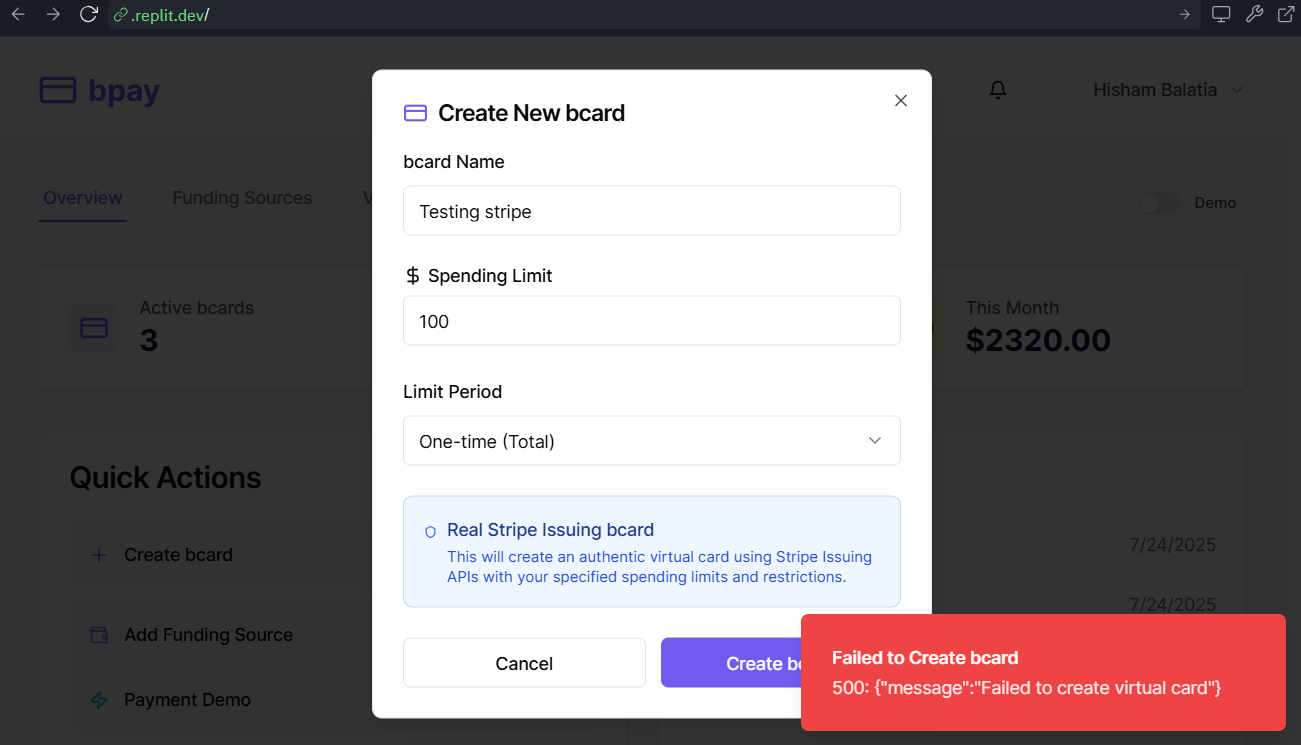 .replit.dev/
bpay
Hisham Balatia
Overview
Funding Sources
V
Demo
Active bcards
3
This Month
$2320.00
Quick Actions
Create bcard
Add Funding Source
Payment Demo
7/24/2025
7/24/2025
Create New bcard
bcard Name
Testing stripe
$ Spending Limit
100
Limit Period
One-time (Total)
Real Stripe Issuing bcard
This will create an authentic virtual card using Stripe Issuing
APIs with your specified spending limits and restrictions.
Cancel
Create bc
Failed to Create bcard
500: {"message":"Failed to create virtual card"}